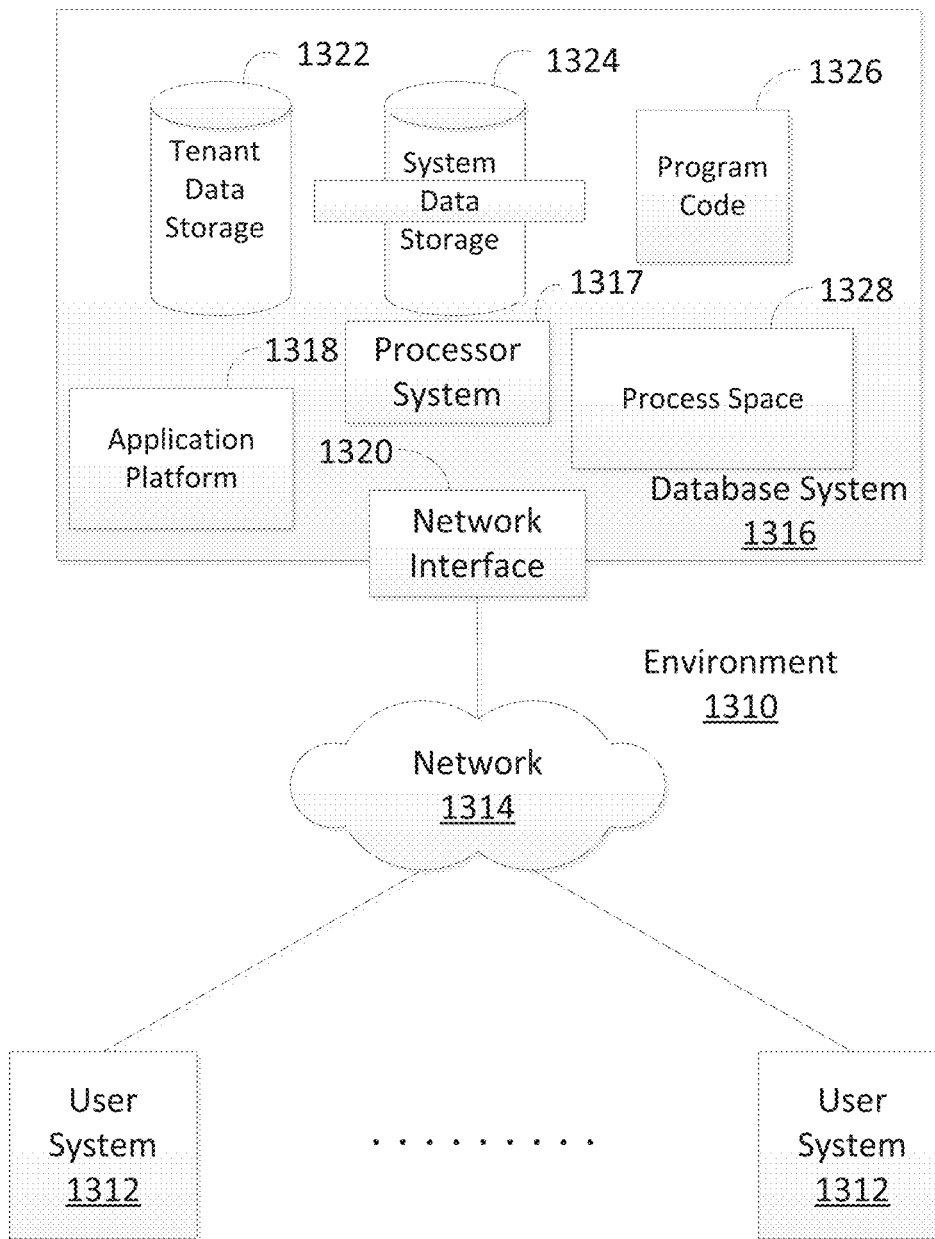 1322
1324
1326
Tenant
Data
Storage
System
Data
Storage
Program
Code
1317
1328
1318
Processor
System
Process Space
Application
Platform
1320
Database System
1316
Network
Interface
Environment
1310
Network
1314
User
System
1312
. . . . . . . . .
User
System
1312